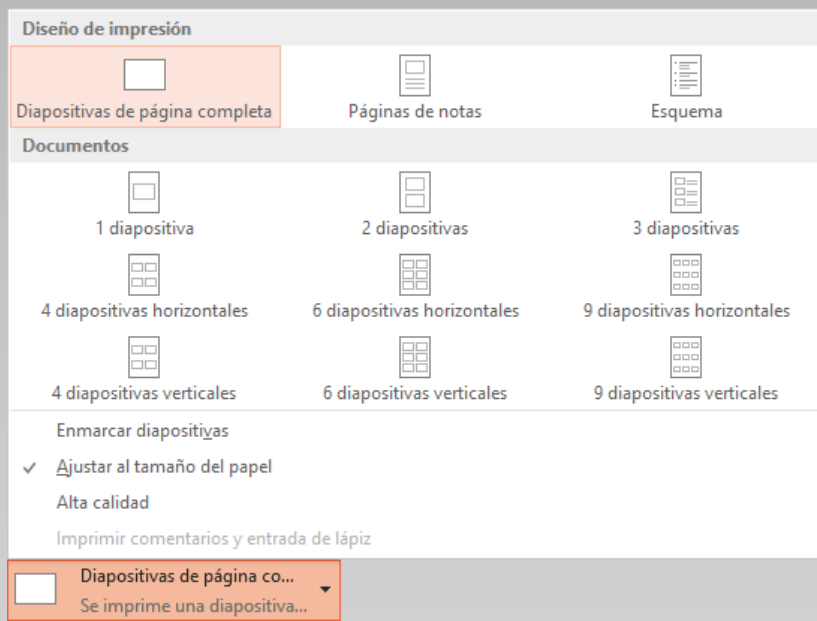 Diseño de impresión
Diapositivas de página completa
Páginas de notas
Esquema
Documentos
1 diapositiva
2 diapositivas
3 diapositivas
4 diapositivas horizontales
6 diapositivas horizontales
9 diapositivas horizontales
4 diapositivas verticales
6 diapositivas verticales
9 diapositivas verticales
Enmarcar diapositivas
Ajustar al tamaño del papel
Alta calidad
Imprimir comentarios y entrada de lápiz
Diapositivas de página co...
Se imprime una diapositiva...